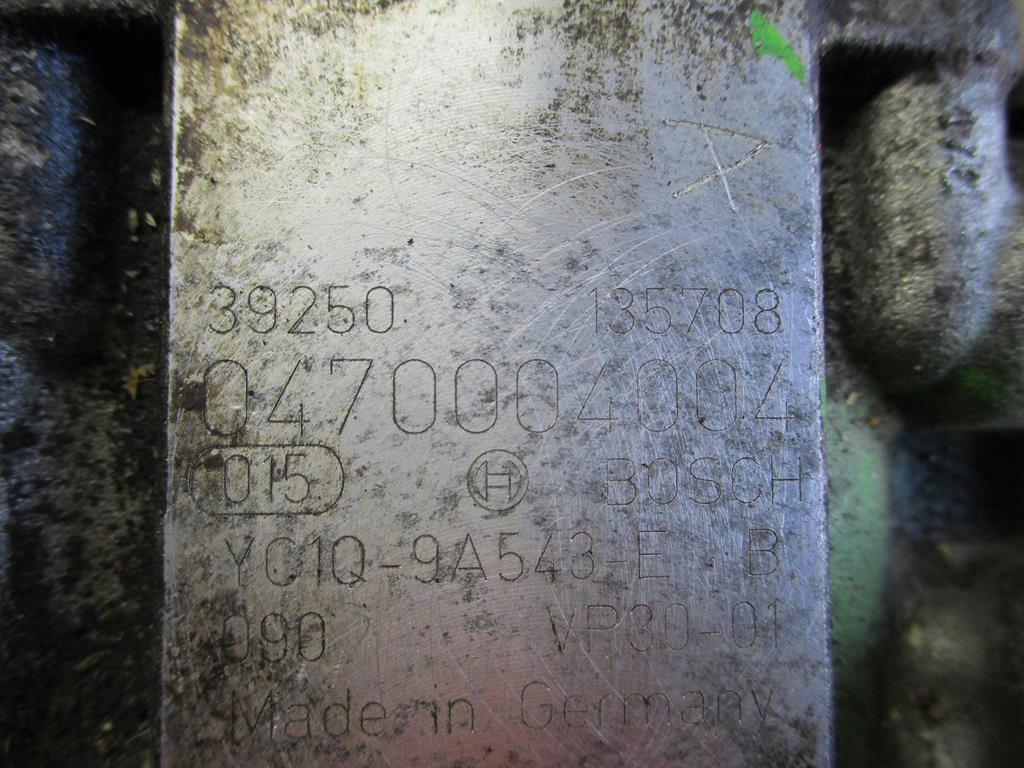 39250 135708
0470004004
015 H BOSCH
YC1Q-9A543-E B
090 VP30-01
Made in Germany